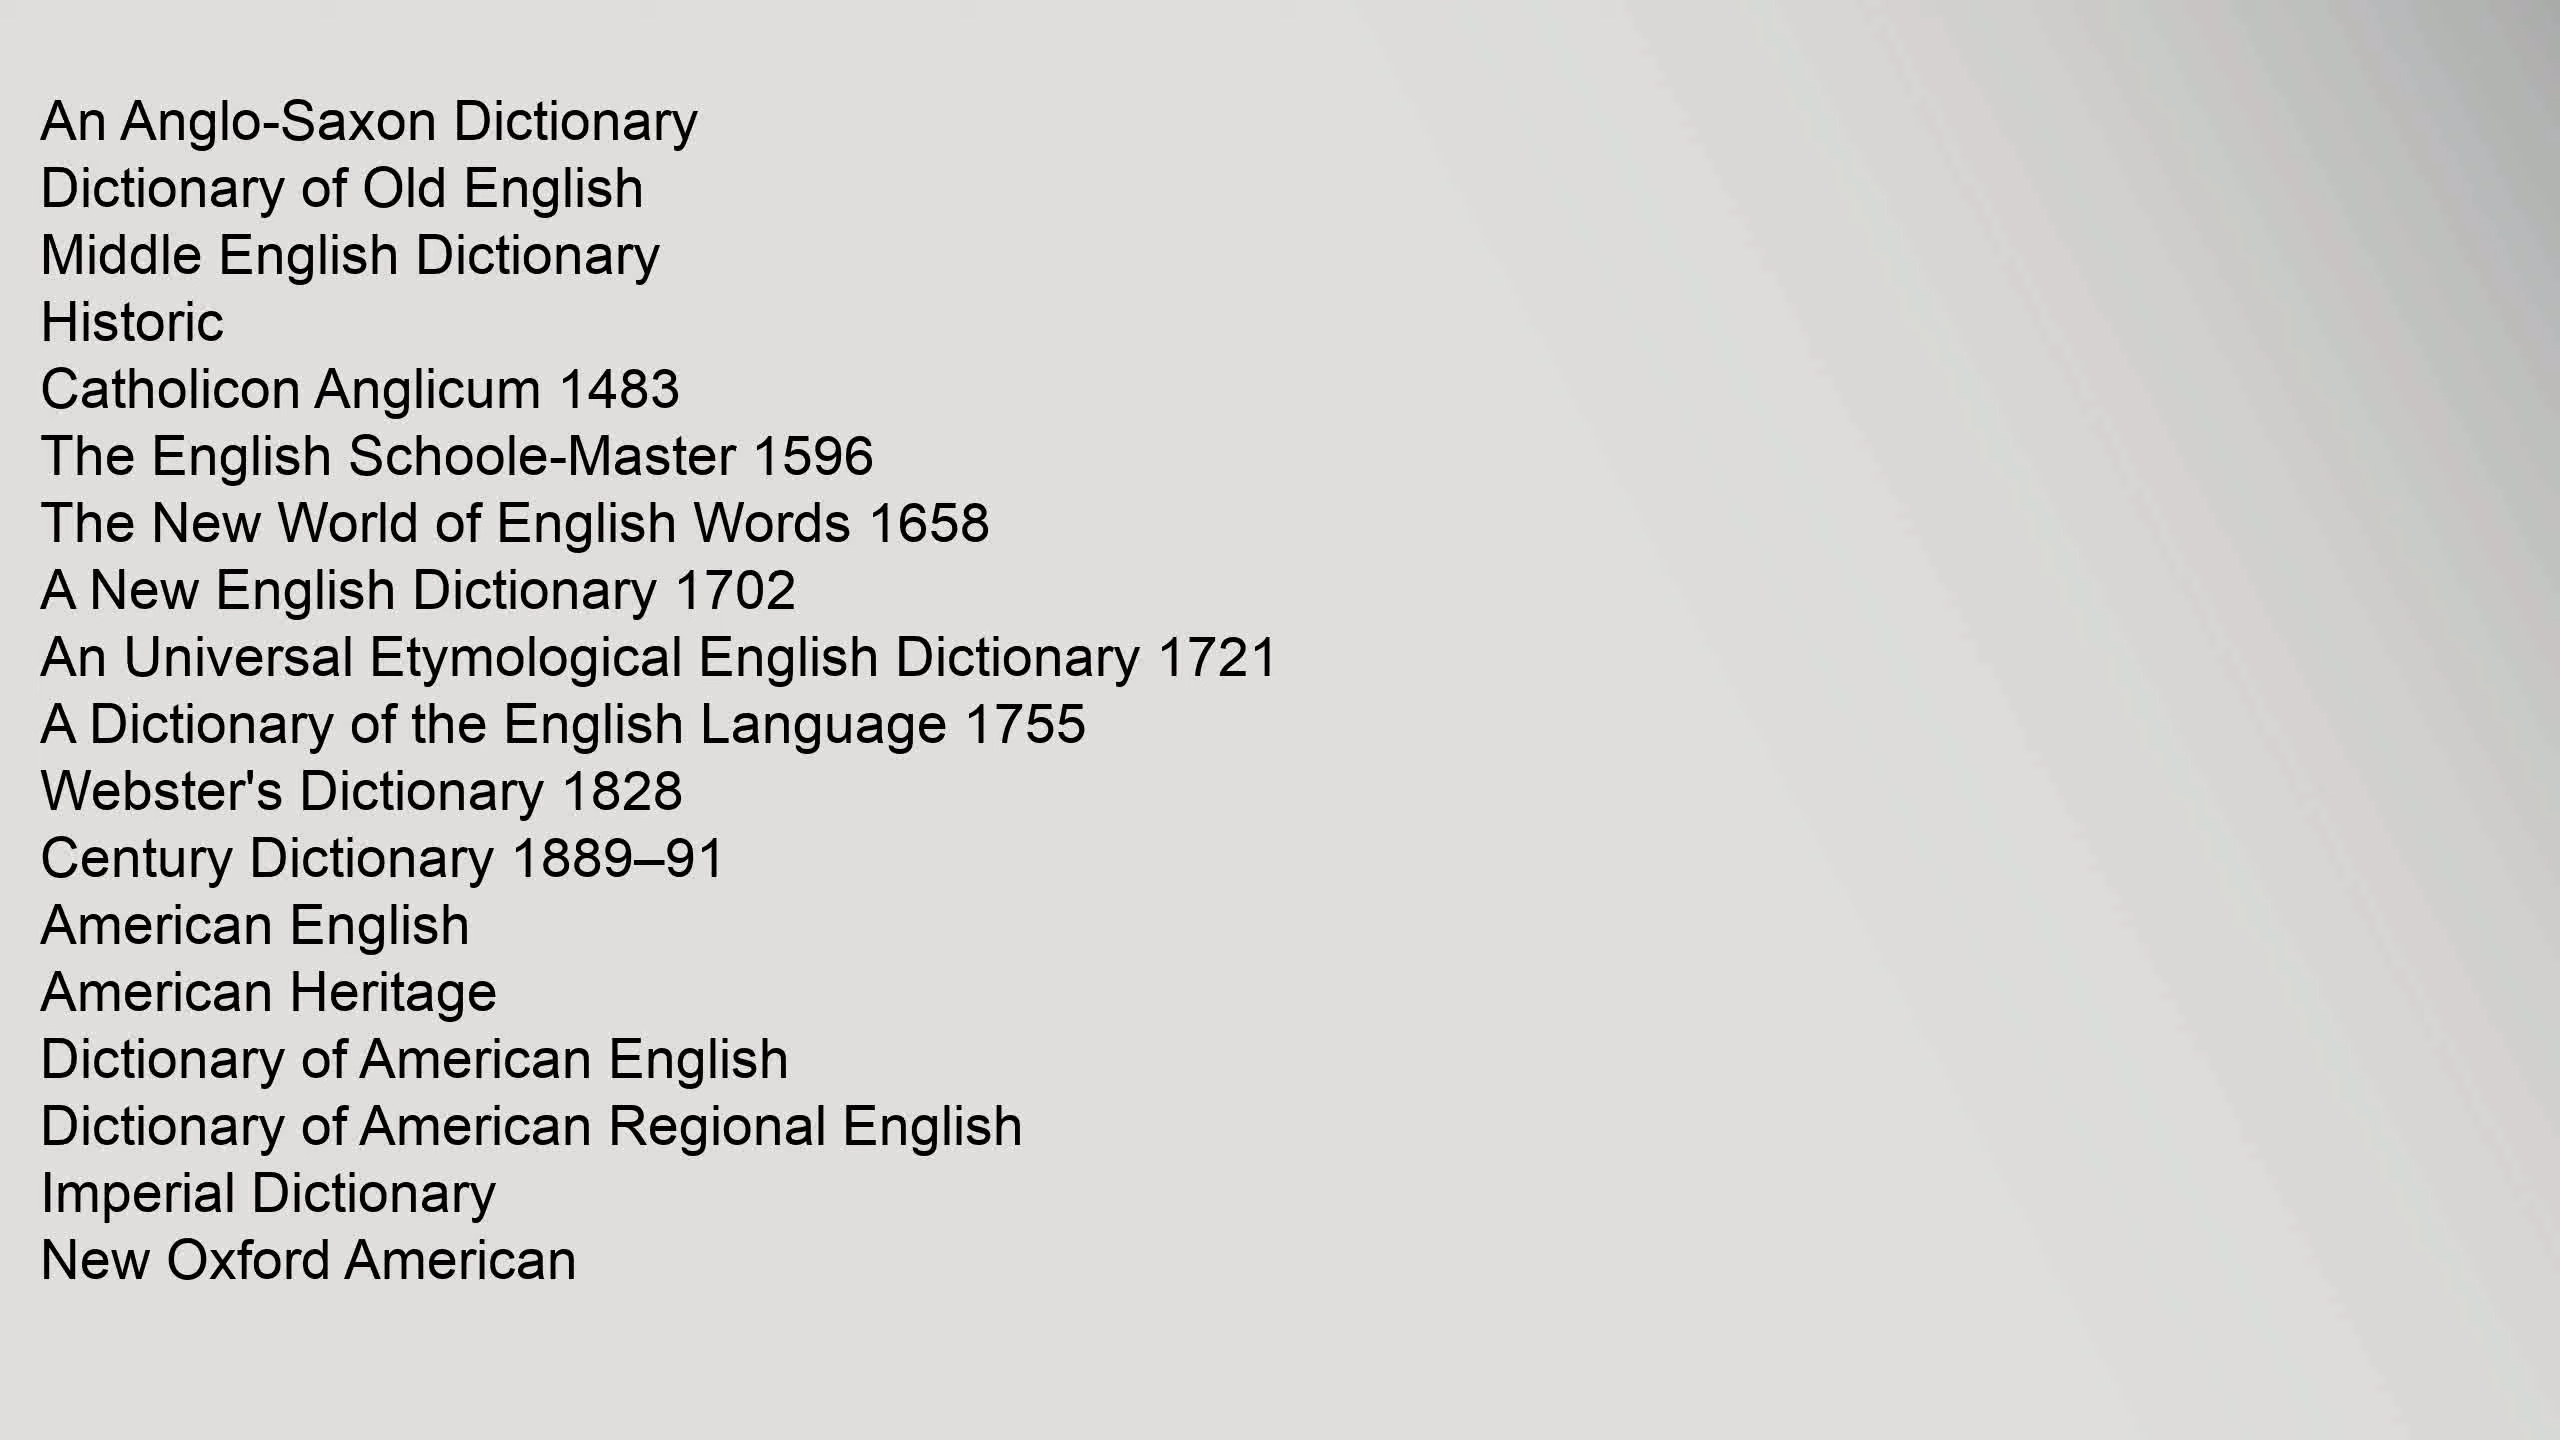 An Anglo-Saxon Dictionary
Dictionary of Old English
Middle English Dictionary
Historic
Catholicon Anglicum 1483
The English Schoole-Master 1596
The New World of English Words 1658
A New English Dictionary 1702
An Universal Etymological English Dictionary 1721
A Dictionary of the English Language 1755
Webster's Dictionary 1828
Century Dictionary 1889–91
American English
American Heritage
Dictionary of American English
Dictionary of American Regional English
Imperial Dictionary
New Oxford American